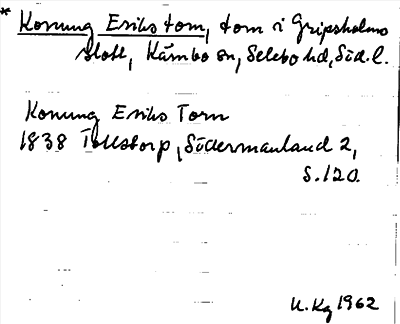 * Konung Eriks torn, torn i Gripsholms
slott, Kärnbo sn, Selebo hd, Söd. l.
Konung Eriks Torn
1838 Tollstorp, Södermanland 2,
S. 120.
U. Kg 1962